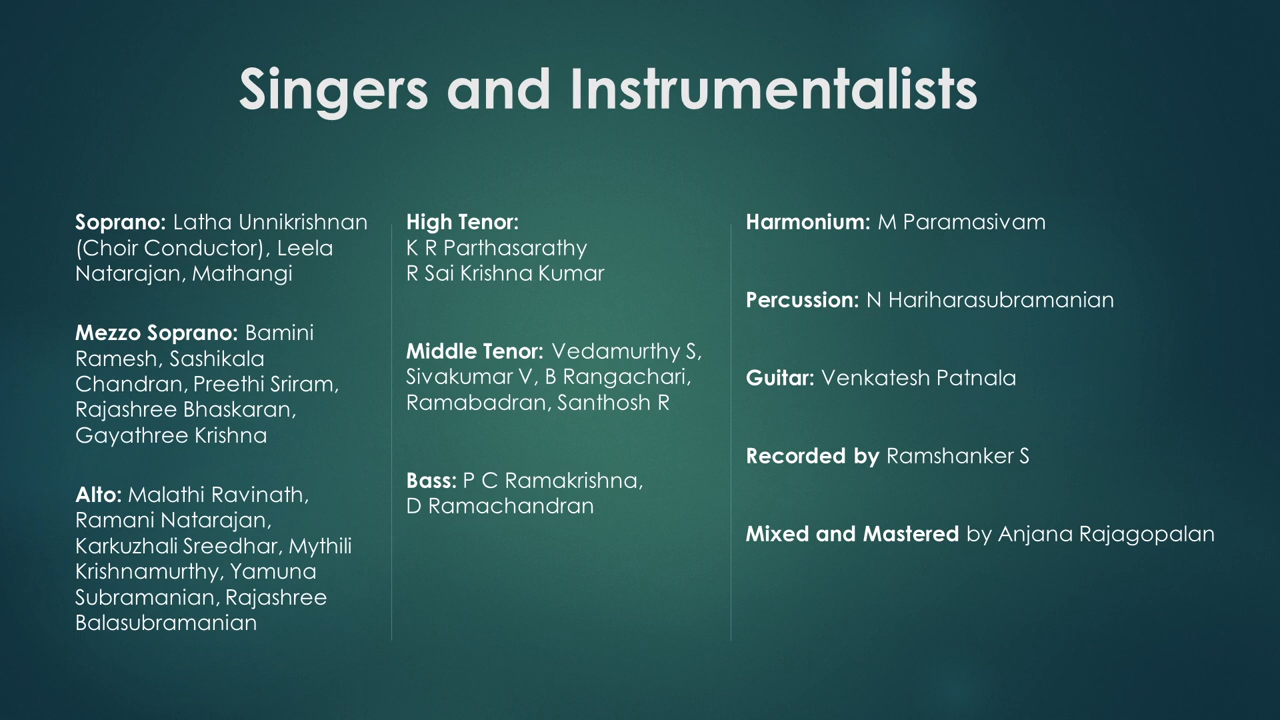 Singers and Instrumentalists
Soprano: Latha Unnikrishnan
(Choir Conductor), Leela
Natarajan, Mathangi
Mezzo Soprano: Bamini
Ramesh, Sashikala
Chandran, Preethi Sriram,
Rajashree Bhaskaran,
Gayathree Krishna
Alto: Malathi Ravinath,
Ramani Natarajan,
Karkuzhali Sreedhar, Mythili
Krishnamurthy, Yamuna
Subramanian, Rajashree
Balasubramanian
High Tenor:
K R Parthasarathy
R Sai Krishna Kumar
Middle Tenor: Vedamurthy S,
Sivakumar V, B Rangachari,
Ramabadran, Santhosh R
Bass: P C Ramakrishna,
D Ramachandran
Harmonium: M Paramasivam
Percussion: N Hariharasubramanian
Guitar: Venkatesh Patnala
Recorded by Ramshanker S
Mixed and Mastered by Anjana Rajagopalan